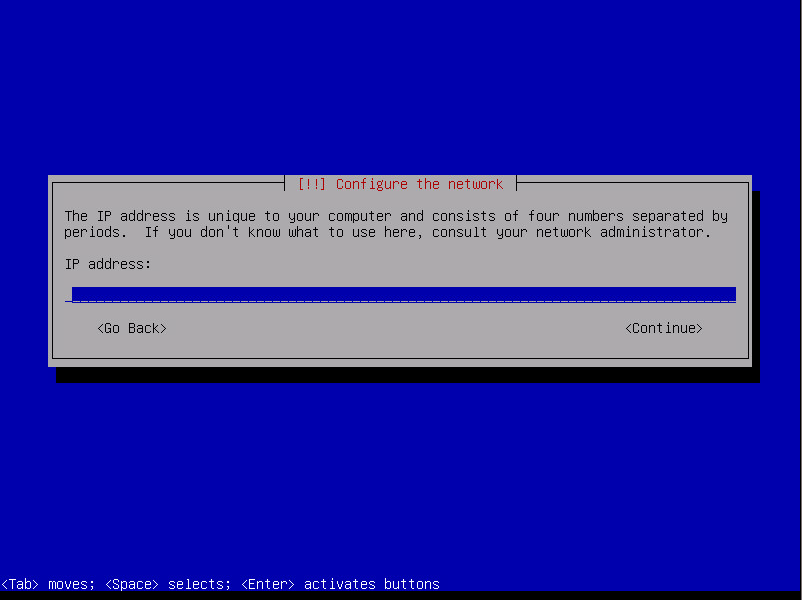 [!!] Configure the network
The IP address is unique to your computer and consists of four numbers separated by
periods.  If you don't know what to use here, consult your network administrator.
IP address:
<Go Back> <Continue>
<Tab> moves; <Space> selects; <Enter> activates buttons